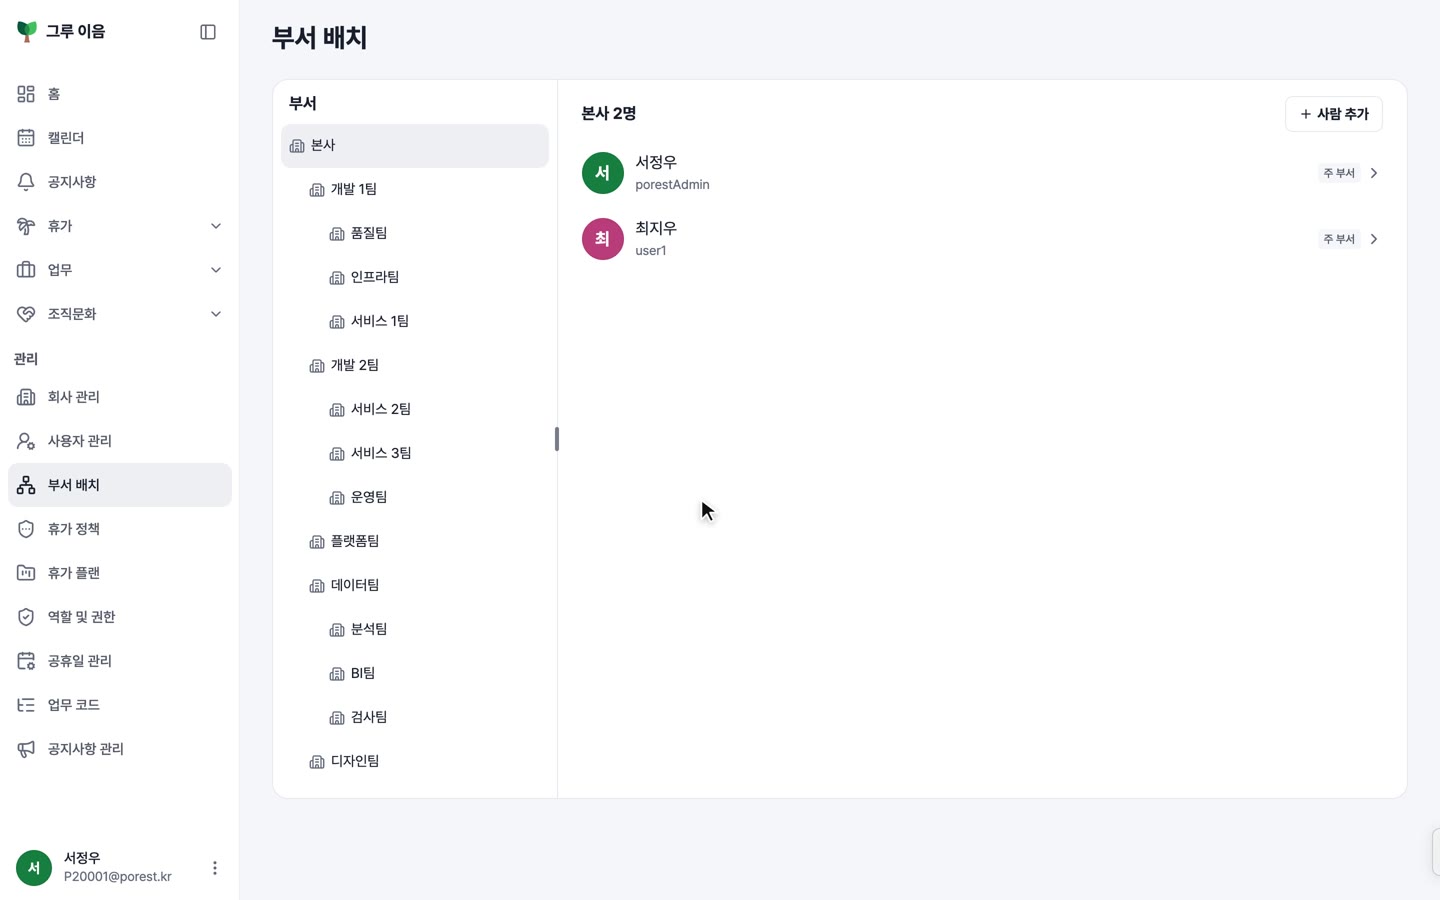 그루 이음
홈
캘린더
공지사항
휴가
업무
조직문화
관리
회사 관리
사용자 관리
부서 배치
휴가 정책
휴가 플랜
역할 및 권한
공휴일 관리
업무 코드
공지사항 관리
서
서정우
P20001@porest.kr
부서 배치
부서
본사
개발 1팀
품질팀
인프라팀
서비스 1팀
개발 2팀
서비스 2팀
서비스 3팀
운영팀
플랫폼팀
데이터팀
분석팀
BI팀
검사팀
디자인팀
본사 2명
+ 사람 추가
서
서정우
porestAdmin
주 부서
최
최지우
user1
주 부서